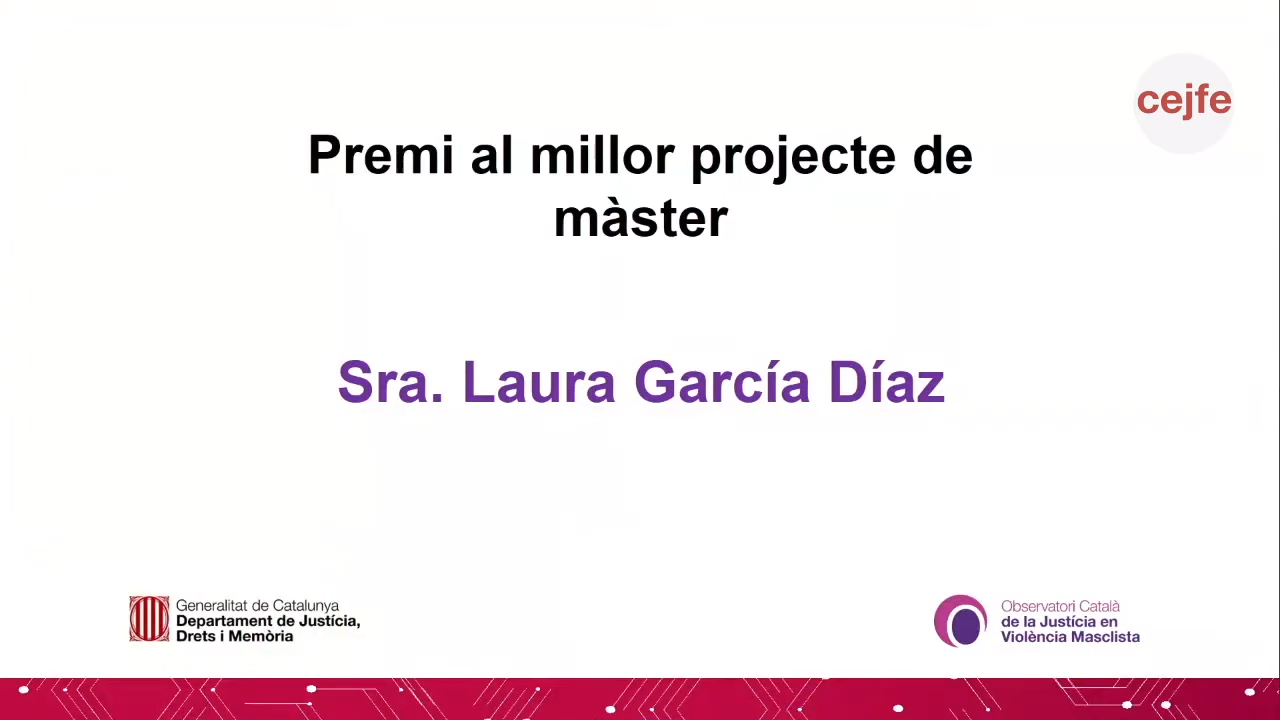 cejfe
Premi al millor projecte de
màster
Sra. Laura García Díaz
Generalitat de Catalunya
Departament de Justícia,
Drets i Memòria
Observatori Català
de la Justícia en
Violència Masclista